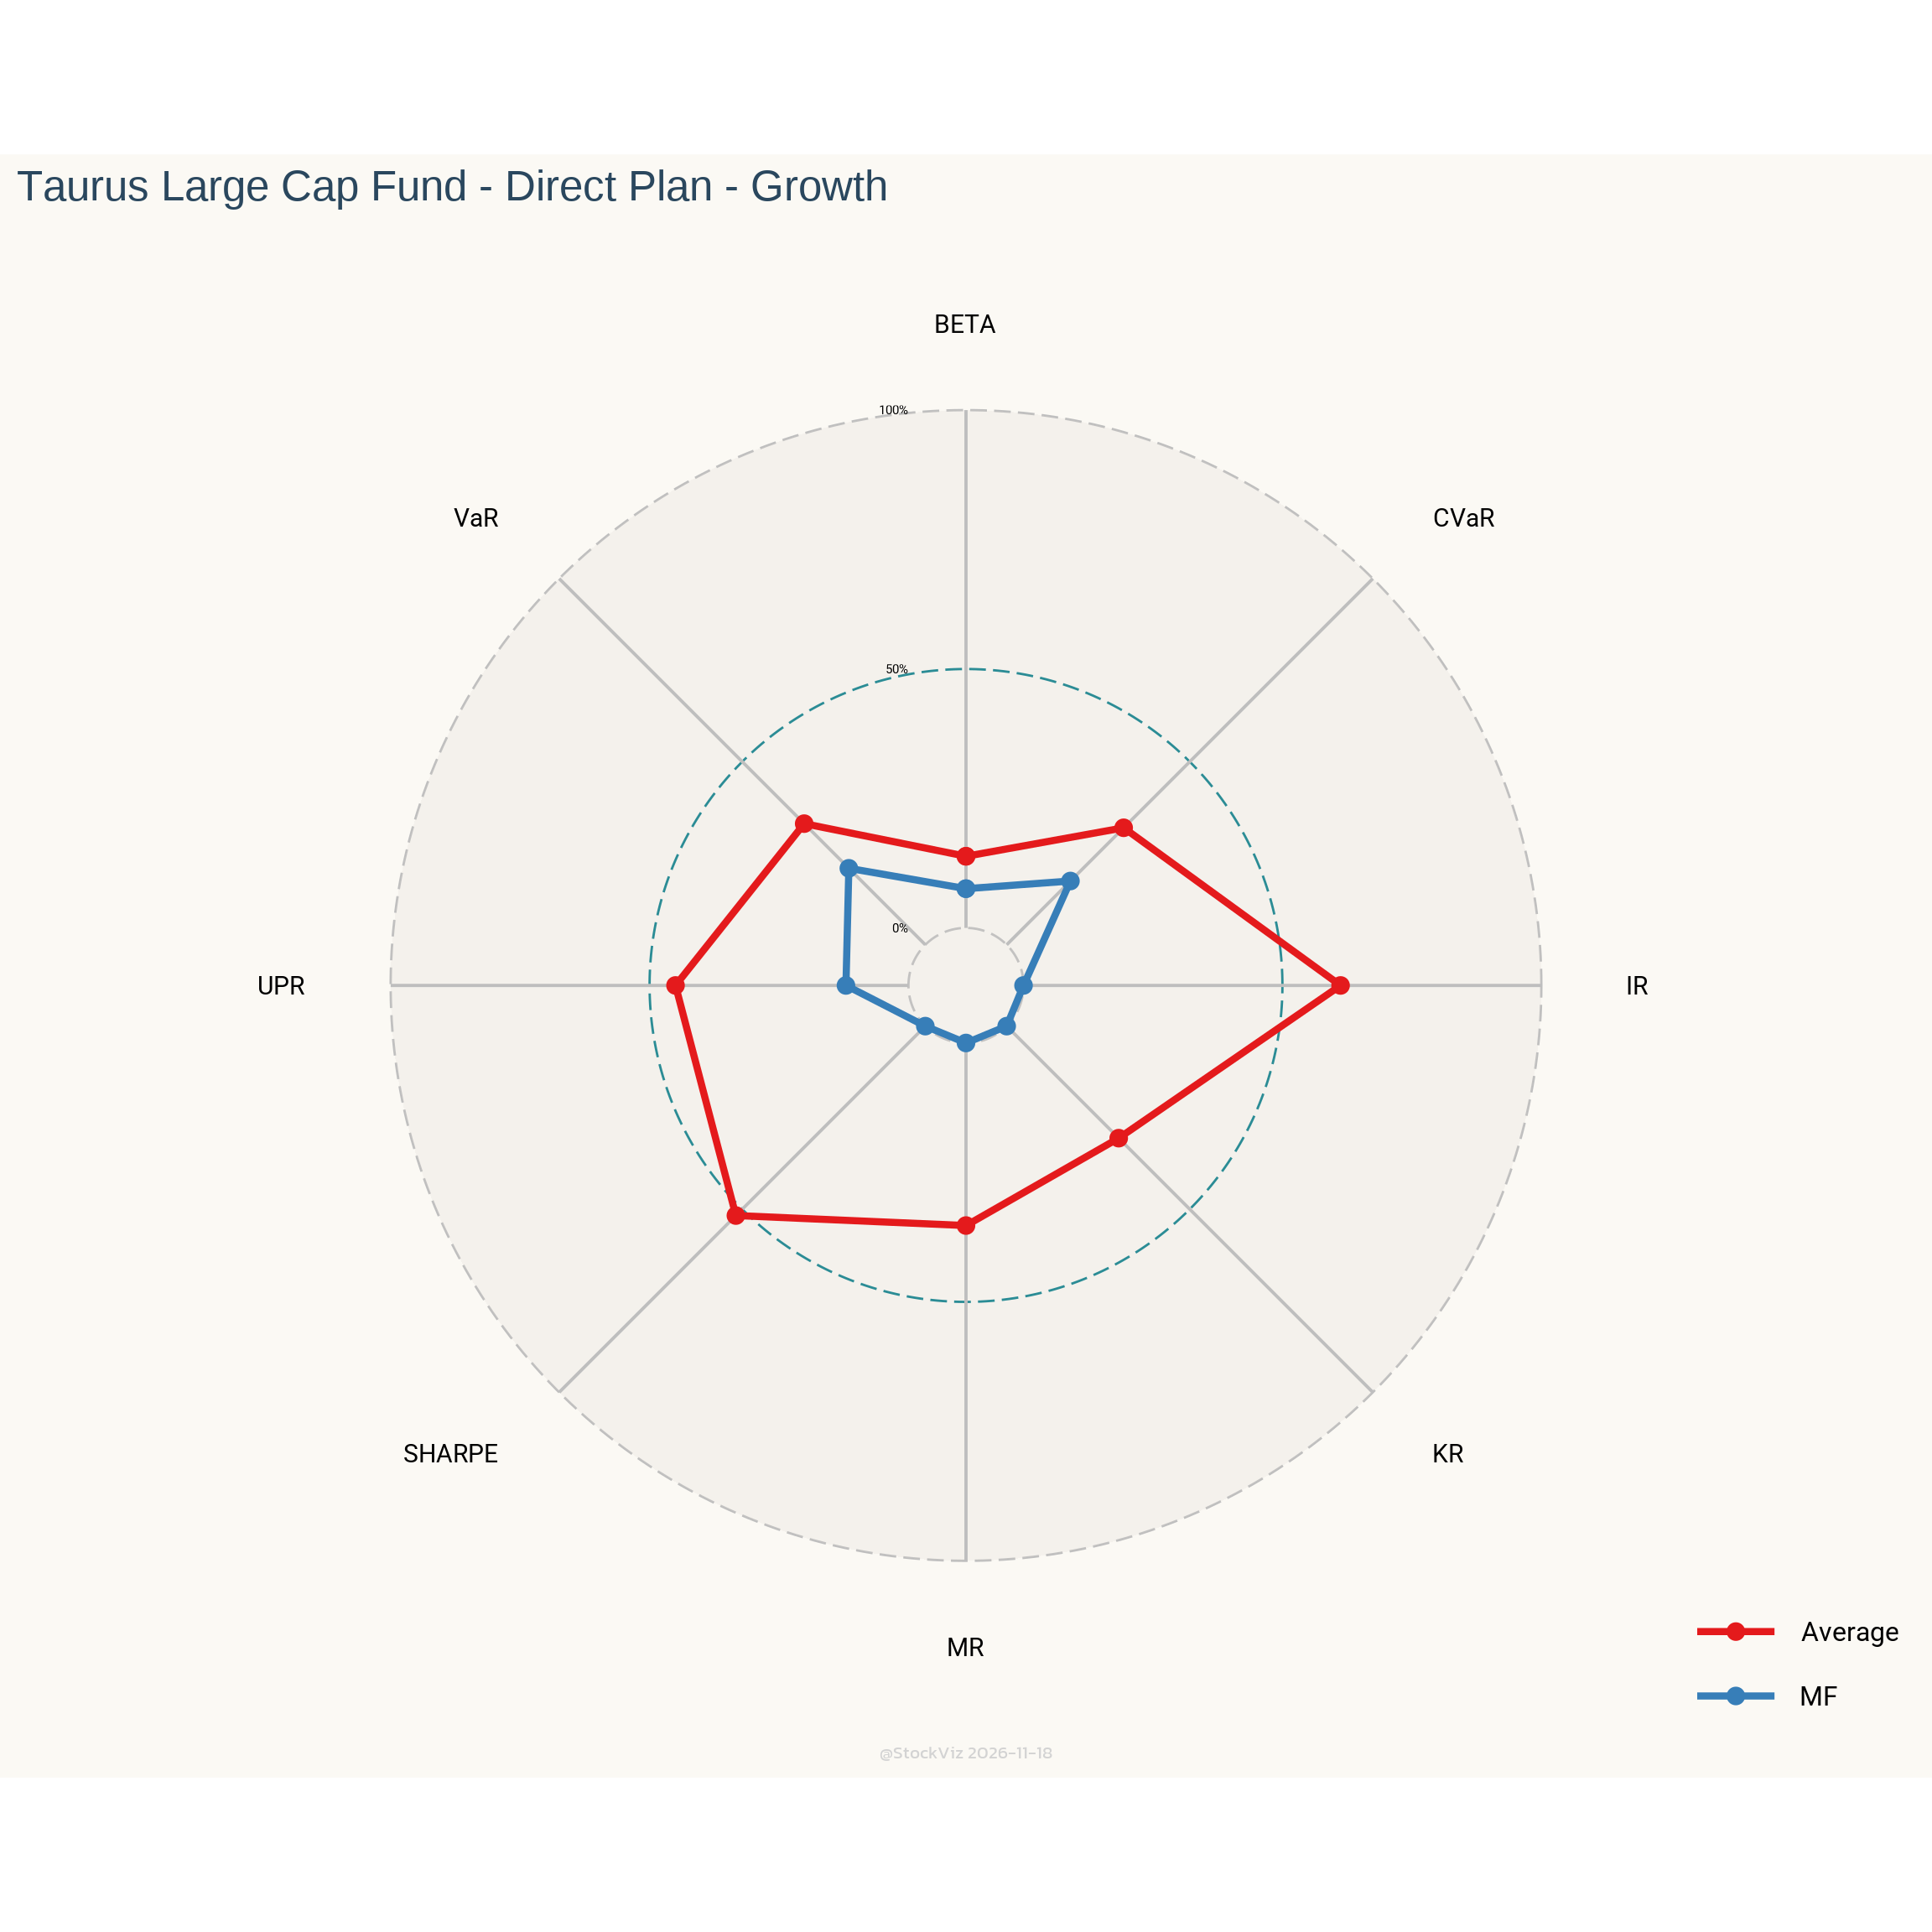 Taurus Large Cap Fund - Direct Plan - Growth
BETA
100%
VaR
CVaR
50%
0%
UPR
IR
SHARPE
KR
MR
Average
MF
@StockViz 2026-11-18